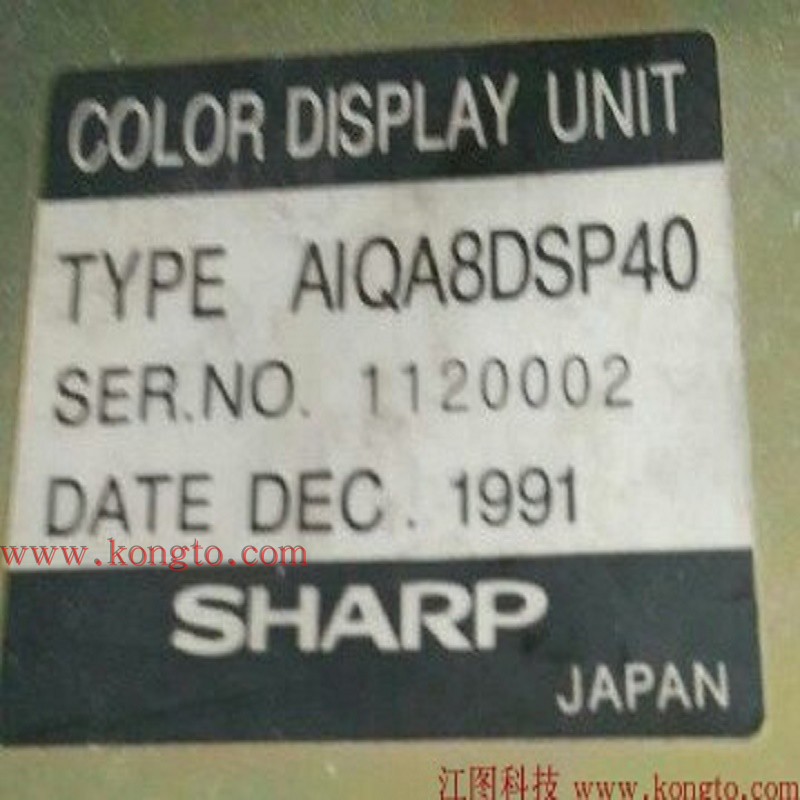 COLOR DISPLAY UNIT
TYPE AIQA8DSP40
SER.NO. 1120002
DATE DEC. 1991
www.kongto.com
SHARP
JAPAN
江图科技 www.kongto.com